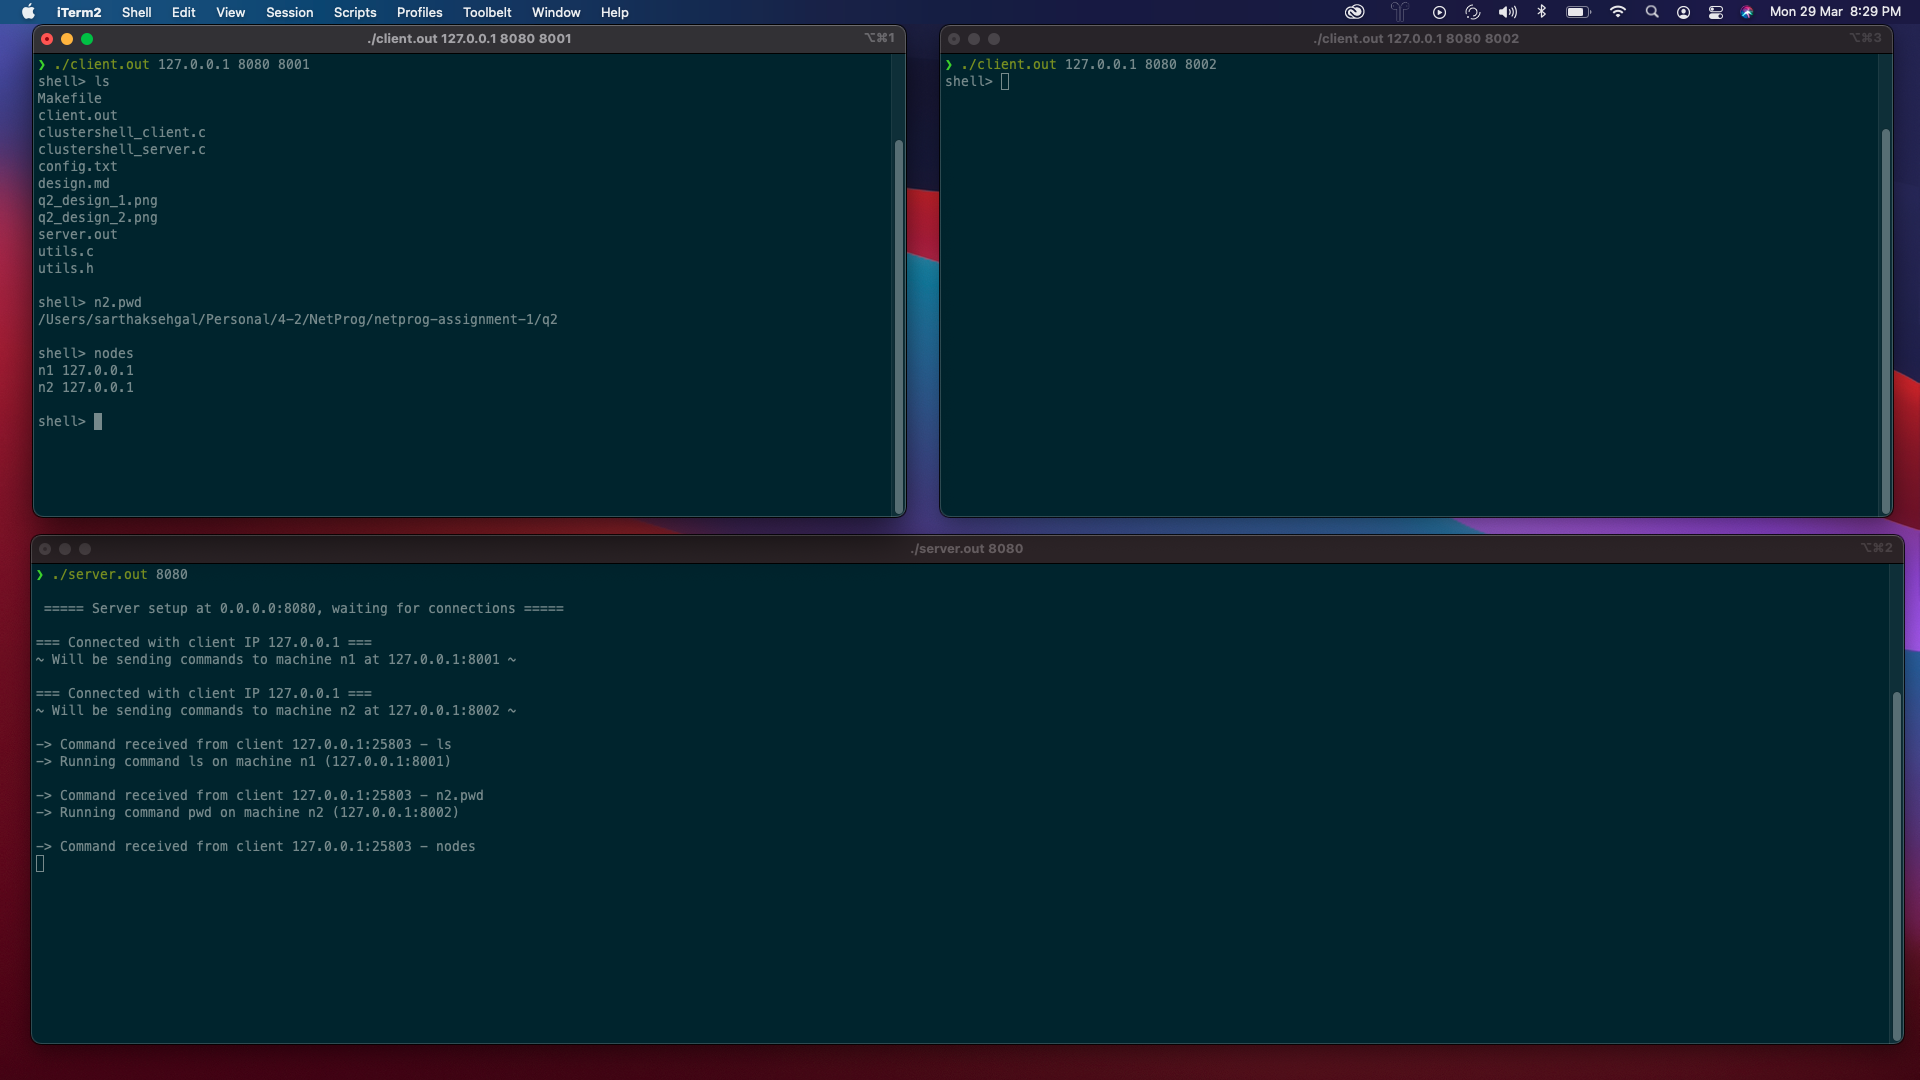 iTerm2 Shell Edit View Session Scripts Profiles Toolbelt Window Help Mon 29 Mar 8:29 PM
./client.out 127.0.0.1 8080 8001 ⌥⌘1
❯ ./client.out 127.0.0.1 8080 8001
shell> ls
Makefile
client.out
clustershell_client.c
clustershell_server.c
config.txt
design.md
q2_design_1.png
q2_design_2.png
server.out
utils.c
utils.h
shell> n2.pwd
/Users/sarthaksehgal/Personal/4-2/NetProg/netprog-assignment-1/q2
shell> nodes
n1 127.0.0.1
n2 127.0.0.1
shell>
./client.out 127.0.0.1 8080 8002 ⌥⌘3
❯ ./client.out 127.0.0.1 8080 8002
shell>
./server.out 8080 ⌥⌘2
❯ ./server.out 8080
===== Server setup at 0.0.0.0:8080, waiting for connections =====
=== Connected with client IP 127.0.0.1 ===
~ Will be sending commands to machine n1 at 127.0.0.1:8001 ~
=== Connected with client IP 127.0.0.1 ===
~ Will be sending commands to machine n2 at 127.0.0.1:8002 ~
-> Command received from client 127.0.0.1:25803 - ls
-> Running command ls on machine n1 (127.0.0.1:8001)
-> Command received from client 127.0.0.1:25803 - n2.pwd
-> Running command pwd on machine n2 (127.0.0.1:8002)
-> Command received from client 127.0.0.1:25803 - nodes